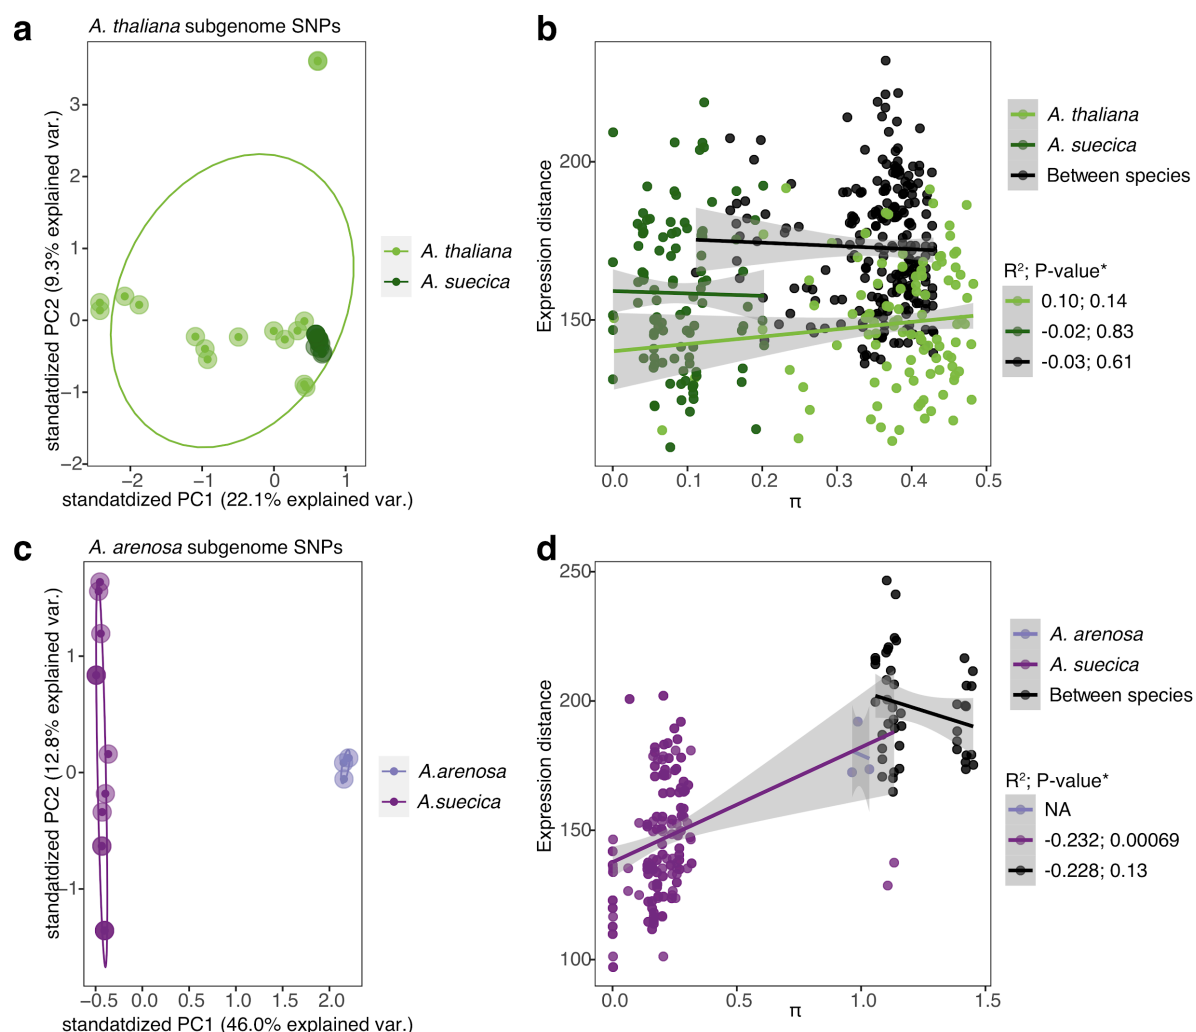 a
A. thaliana subgenome SNPs
standatdized PC2 (9.3% explained var.)
3
2
1
0
−1
−2
−2
−1
0
1
standatdized PC1 (22.1% explained var.)
A. thaliana
A. suecica
b
Expression distance
200
150
0.0
0.1
0.2
0.3
0.4
0.5
π
A. thaliana
A. suecica
Between species
R²; P-value*
0.10; 0.14
-0.02; 0.83
-0.03; 0.61
c
A. arenosa subgenome SNPs
standatdized PC2 (12.8% explained var.)
1
0
−1
−0.5
0.0
0.5
1.0
1.5
2.0
standatdized PC1 (46.0% explained var.)
A.arenosa
A.suecica
d
Expression distance
250
200
150
100
0.0
0.5
1.0
1.5
π
A. arenosa
A. suecica
Between species
R²; P-value*
NA
-0.232; 0.00069
-0.228; 0.13